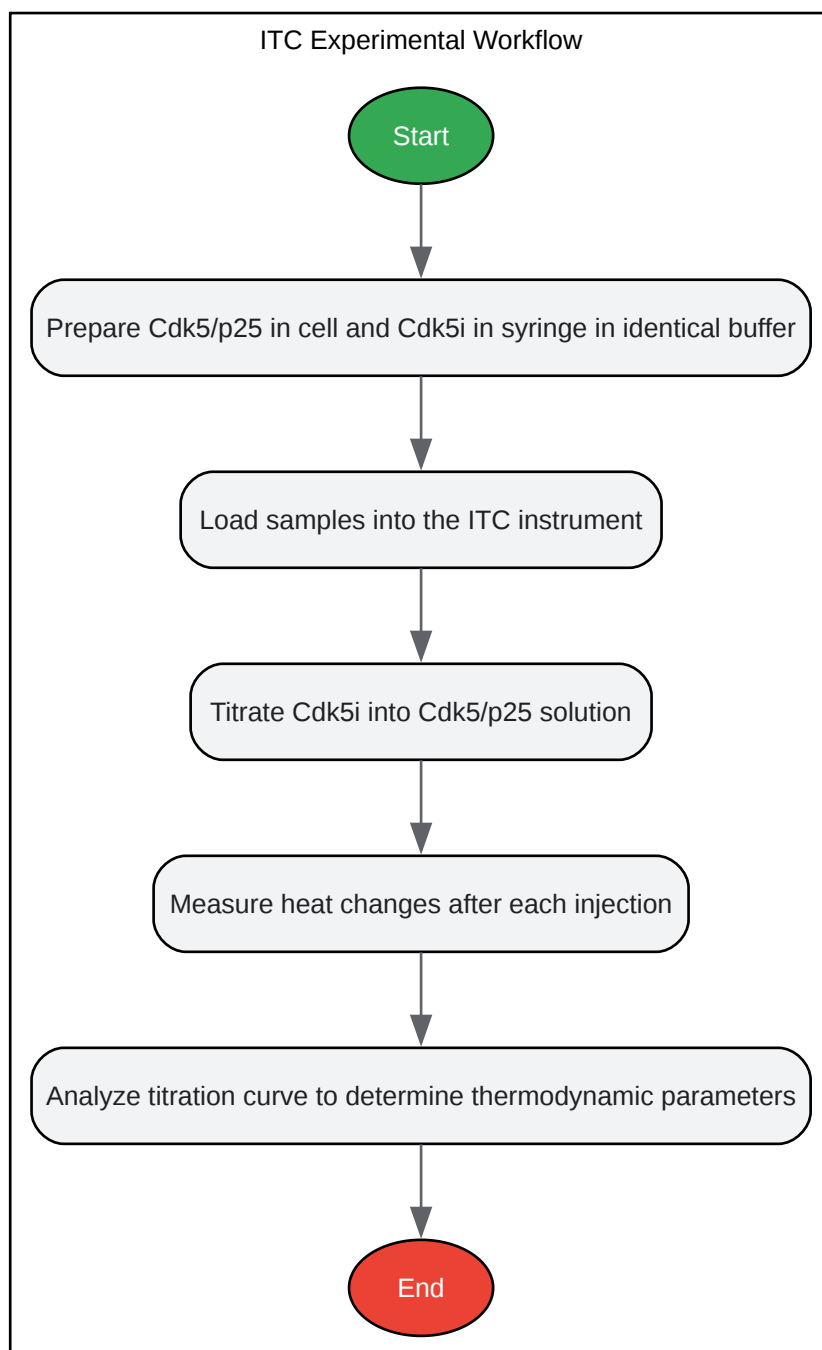 ITC Experimental Workflow
Start
Prepare Cdk5/p25 in cell and Cdk5i in syringe in identical buffer
Load samples into the ITC instrument
Titrate Cdk5i into Cdk5/p25 solution
Measure heat changes after each injection
Analyze titration curve to determine thermodynamic parameters
End